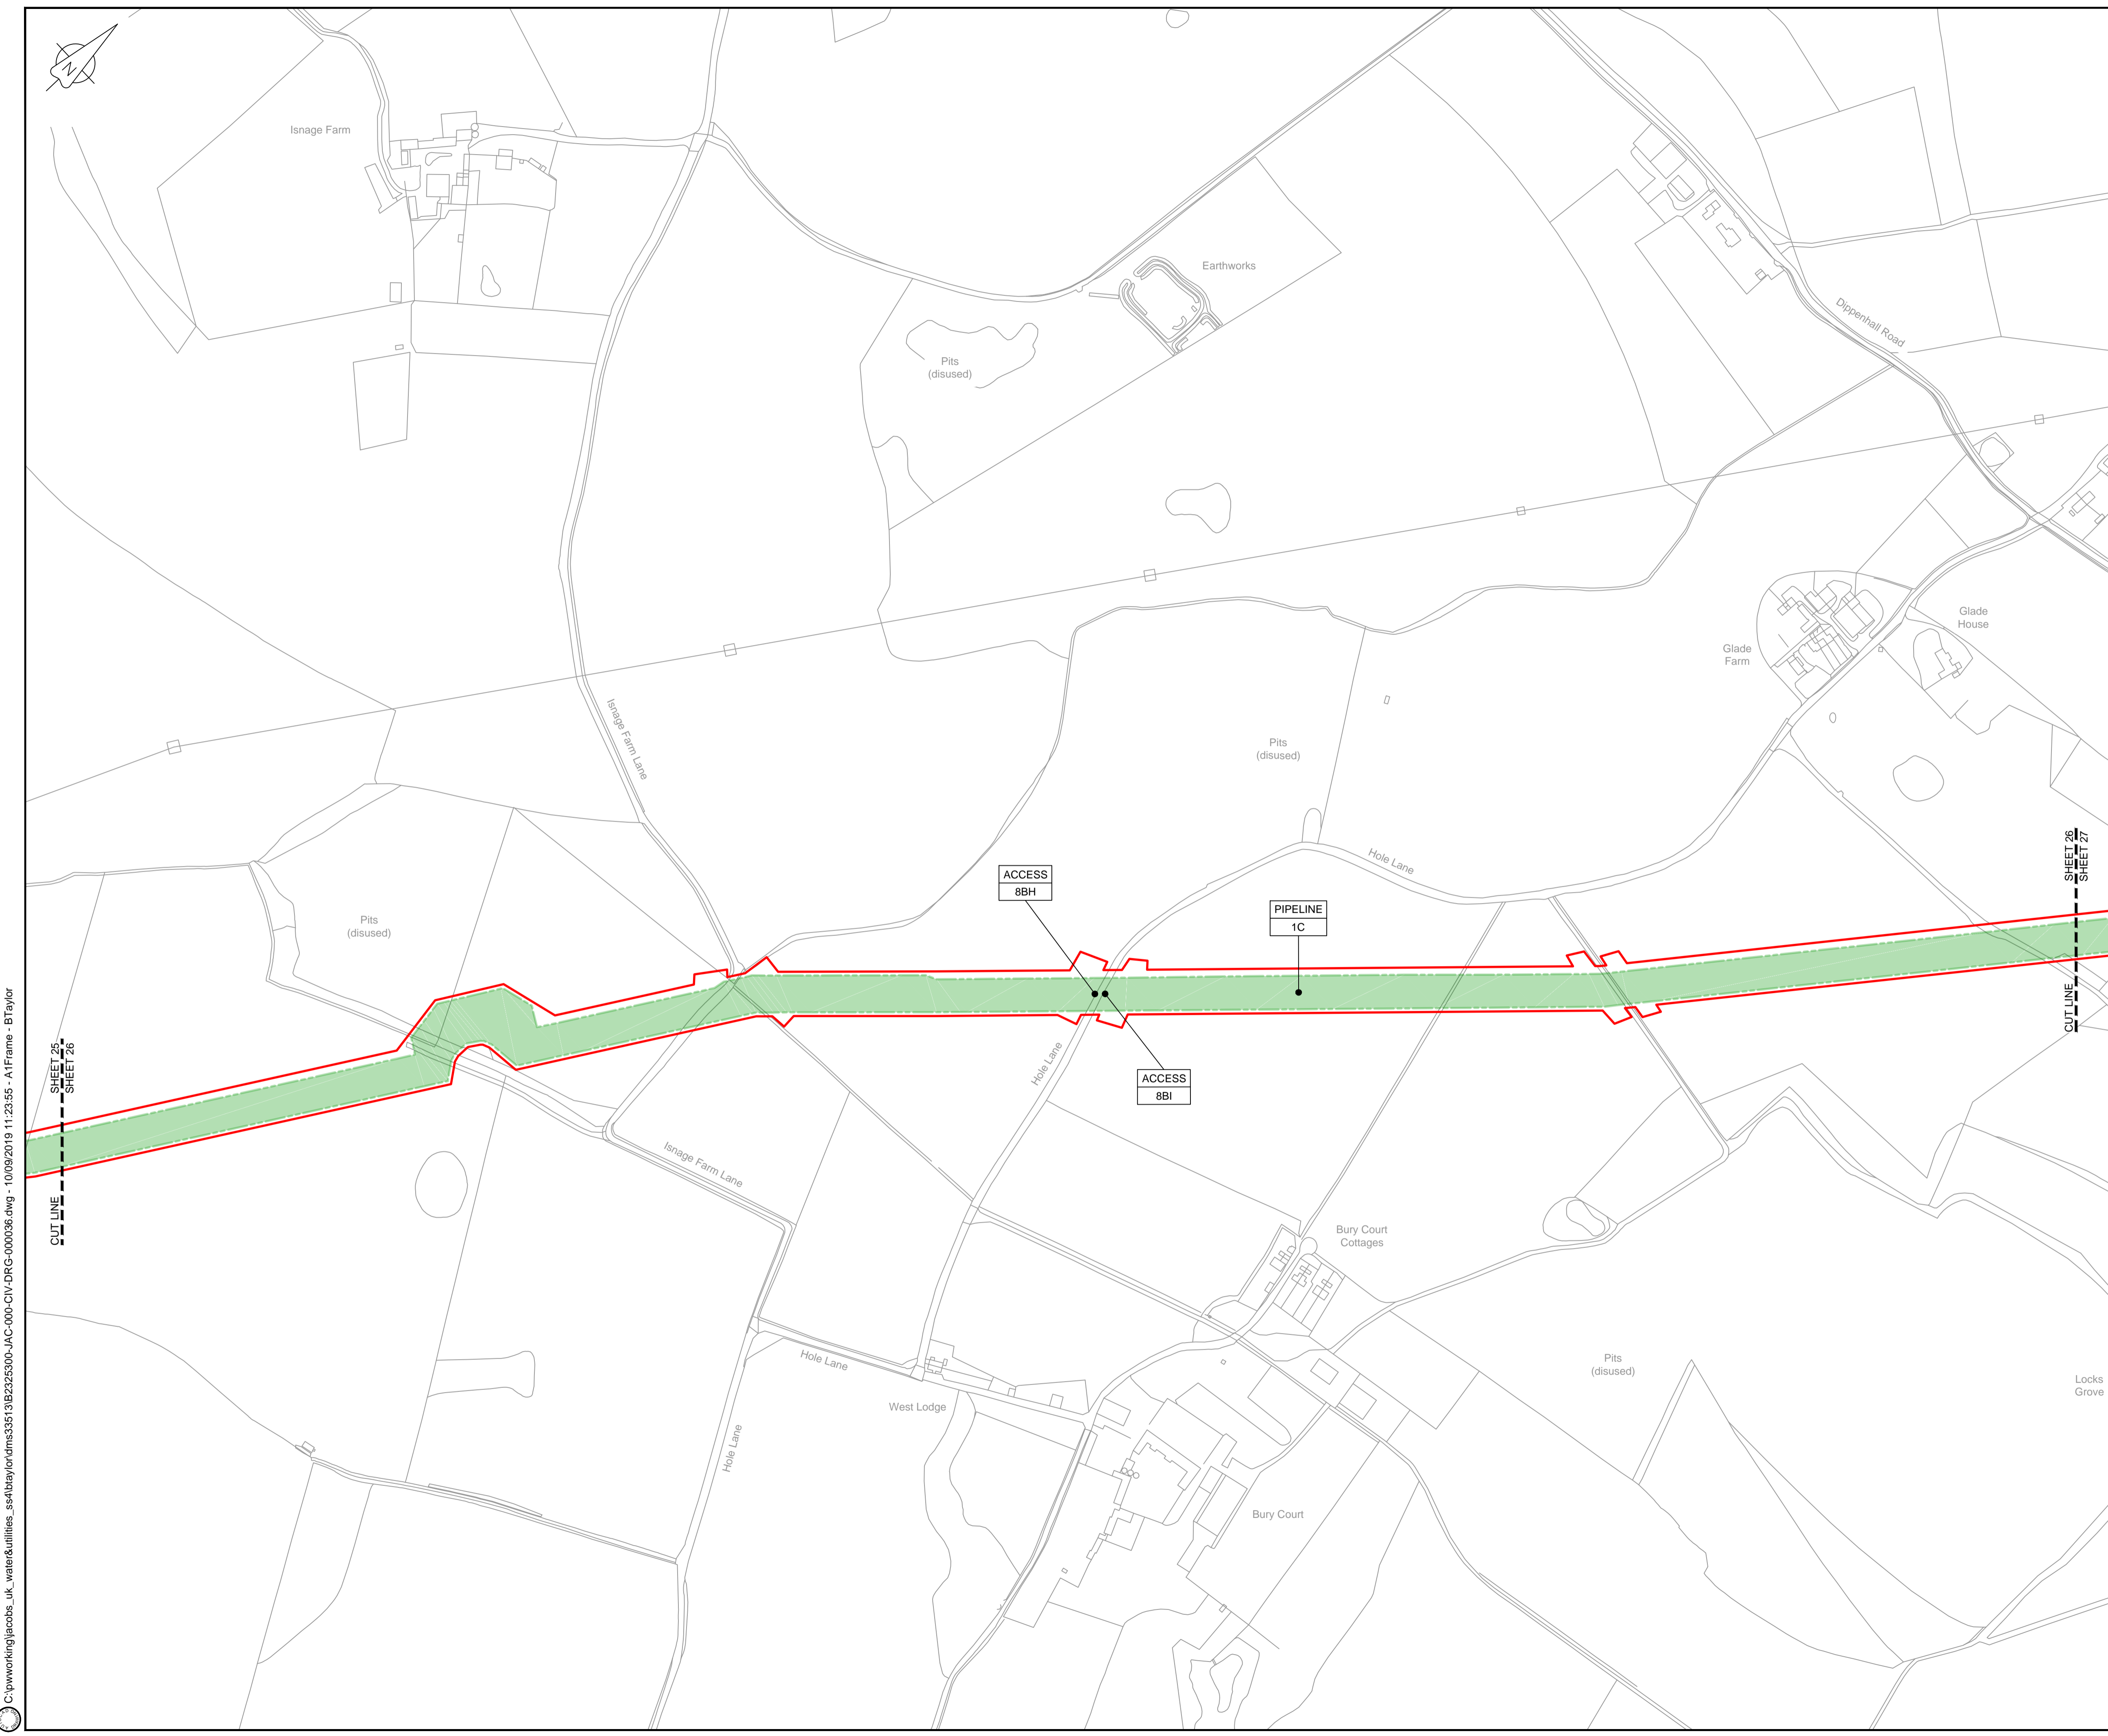 N
Isnage Farm
Earthworks
Dippenhall Road
Pits
(disused)
Glade
House
Glade
Farm
Isnage Farm Lane
Pits
(disused)
SHEET 26
SHEET 27
CUT LINE
Hole Lane
ACCESS
8BH
PIPELINE
1C
Pits
(disused)
SHEET 25
SHEET 26
CUT LINE
Hole Lane
ACCESS
8BI
Isnage Farm Lane
Bury Court
Cottages
Hole Lane
Pits
(disused)
Locks
Grove
West Lodge
Hole Lane
Bury Court
C:\pwworking\jacobs_uk_water&utilities_ss4\btaylor\dms33513\B2325300-JAC-000-CIV-DRG-000036.dwg - 10/09/2019 11:23:55 - A1Frame - BTaylor